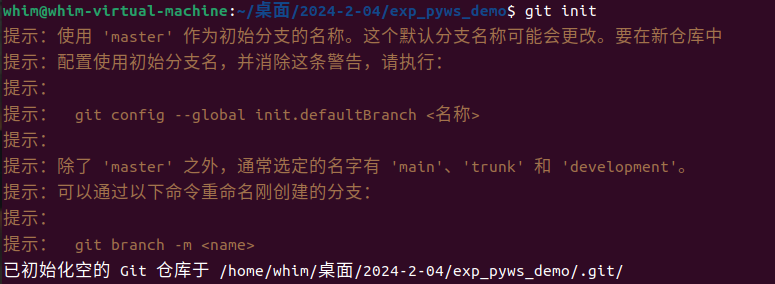 whim@whim-virtual-machine:~/桌面/2024-2-04/exp_pyws_demo$ git init
提示：使用 'master' 作为初始分支的名称。这个默认分支名称可能会更改。要在新仓库中
提示：配置使用初始分支名，并消除这条警告，请执行：
提示：
提示：  git config --global init.defaultBranch <名称>
提示：
提示：除了 'master' 之外，通常选定的名字有 'main'、'trunk' 和 'development'。
提示：可以通过以下命令重命名刚创建的分支：
提示：
提示：  git branch -m <name>
已初始化空的 Git 仓库于 /home/whim/桌面/2024-2-04/exp_pyws_demo/.git/